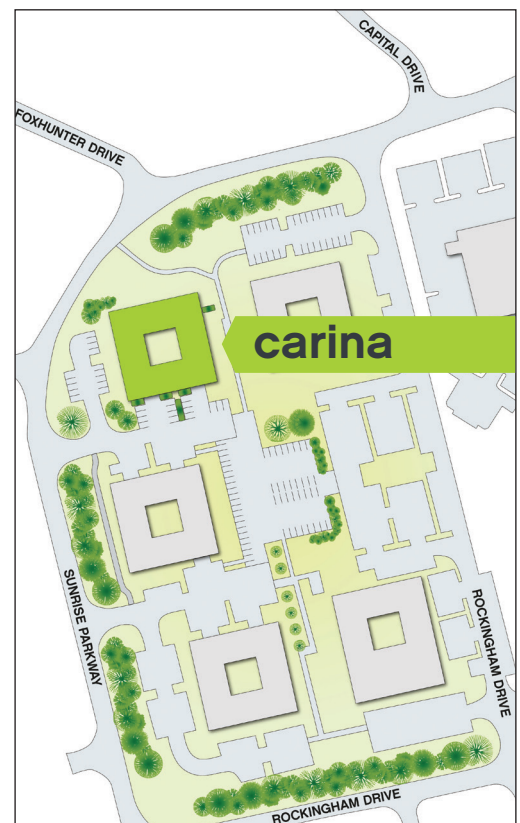 CAPITAL DRIVE
FOXHUNTER DRIVE
carina
SUNRISE PARKWAY
ROCKINGHAM DRIVE
ROCKINGHAM DRIVE